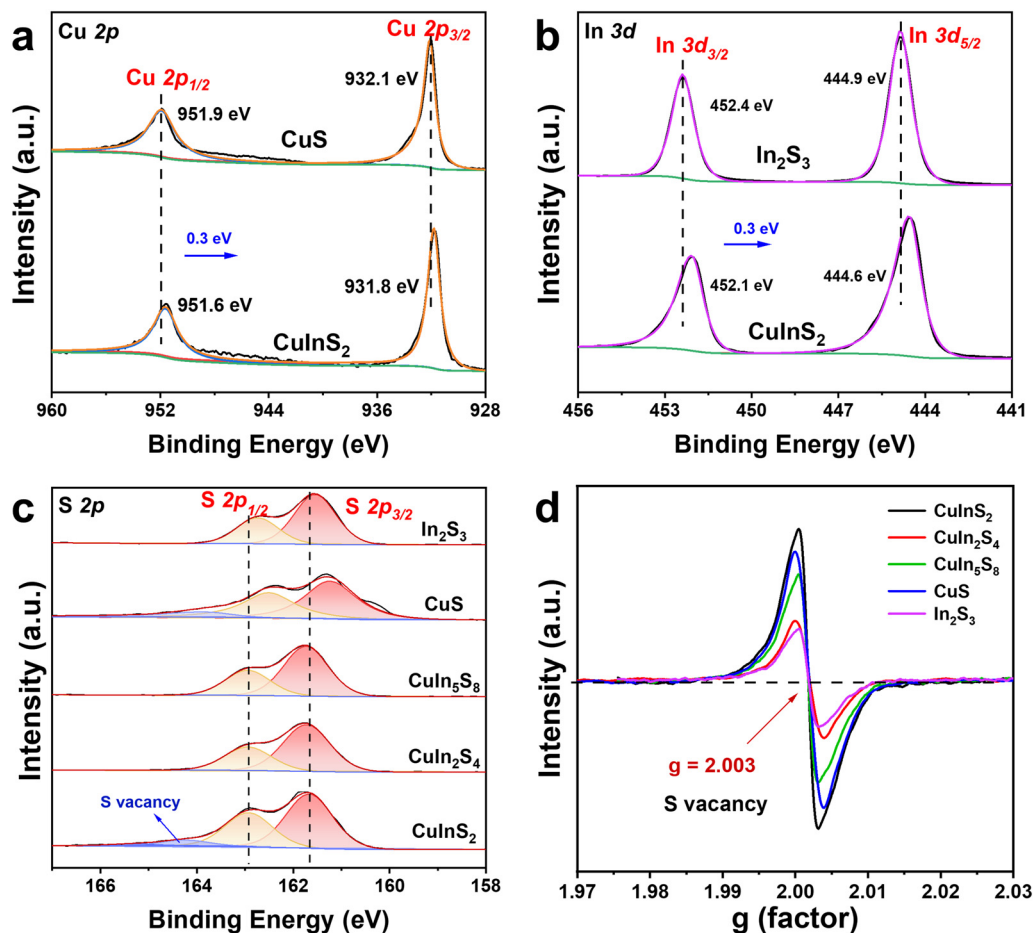 a
Cu 2p
Cu 2p3/2
Cu 2p1/2
932.1 eV
951.9 eV
CuS
0.3 eV
951.6 eV
931.8 eV
CuInS2
960
952
944
936
928
Binding Energy (eV)
Intensity (a.u.)
b
In 3d
In 3d3/2
In 3d5/2
444.9 eV
452.4 eV
In2S3
0.3 eV
452.1 eV
444.6 eV
CuInS2
456
453
450
447
444
441
Binding Energy (eV)
Intensity (a.u.)
c
S 2p
S 2p1/2
S 2p3/2
In2S3
CuS
CuIn5S8
CuIn2S4
S vacancy
CuInS2
166
164
162
160
158
Binding Energy (eV)
Intensity (a.u.)
d
CuInS2
CuIn2S4
CuIn5S8
CuS
In2S3
g = 2.003
S vacancy
1.97
1.98
1.99
2.00
2.01
2.02
2.03
g (factor)
Intensity (a.u.)